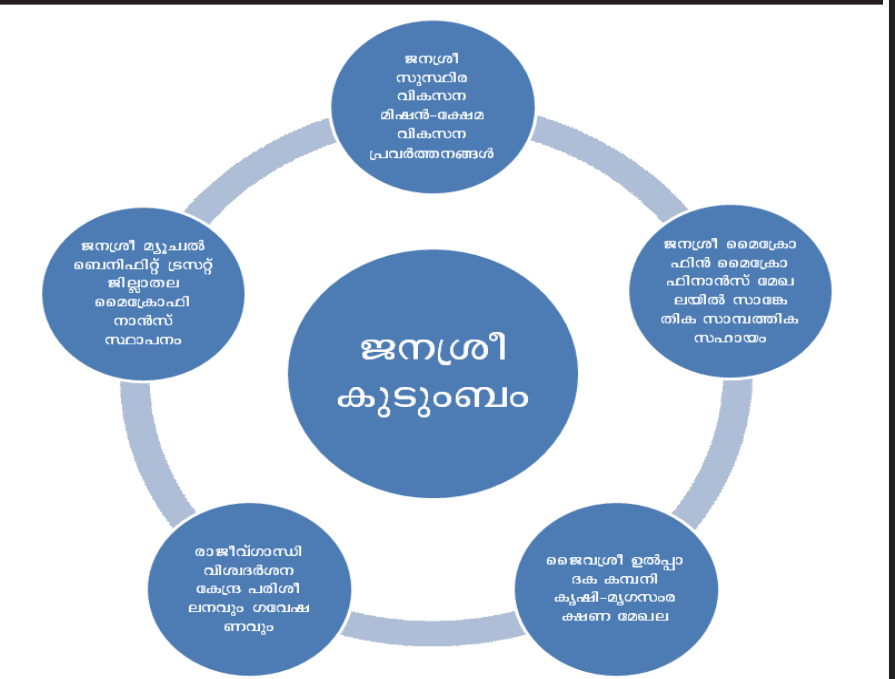 ജനശ്രീ
സുസ്ഥിര
വികസന
മിഷൻ-ക്ഷേമ
വികസന
പ്രവർത്തനങ്ങൾ
ജനശ്രീ മൈക്രോ
ഫിൻ മൈക്രോ
ഫിനാൻസ് മേഖ
ലയിൽ സാങ്കേ
തിക സാമ്പത്തിക
സഹായം
ജൈവശ്രീ ഉൽപ്പാ
ദക കമ്പനി
കൃഷി-മൃഗസംര
ക്ഷണ മേഖല
രാജീവ്ഗാന്ധി
വിശ്വദർശന
കേന്ദ്ര പരിശീ
ലനവും ഗവേഷ
ണവും
ജനശ്രീ മ്യൂച്വൽ
ബെനിഫിറ്റ് ട്രസറ്റ്
ജില്ലാതല
മൈക്രോഫി
നാൻസ്
സ്ഥാപനം
ജനശ്രീ
കുടുംബം